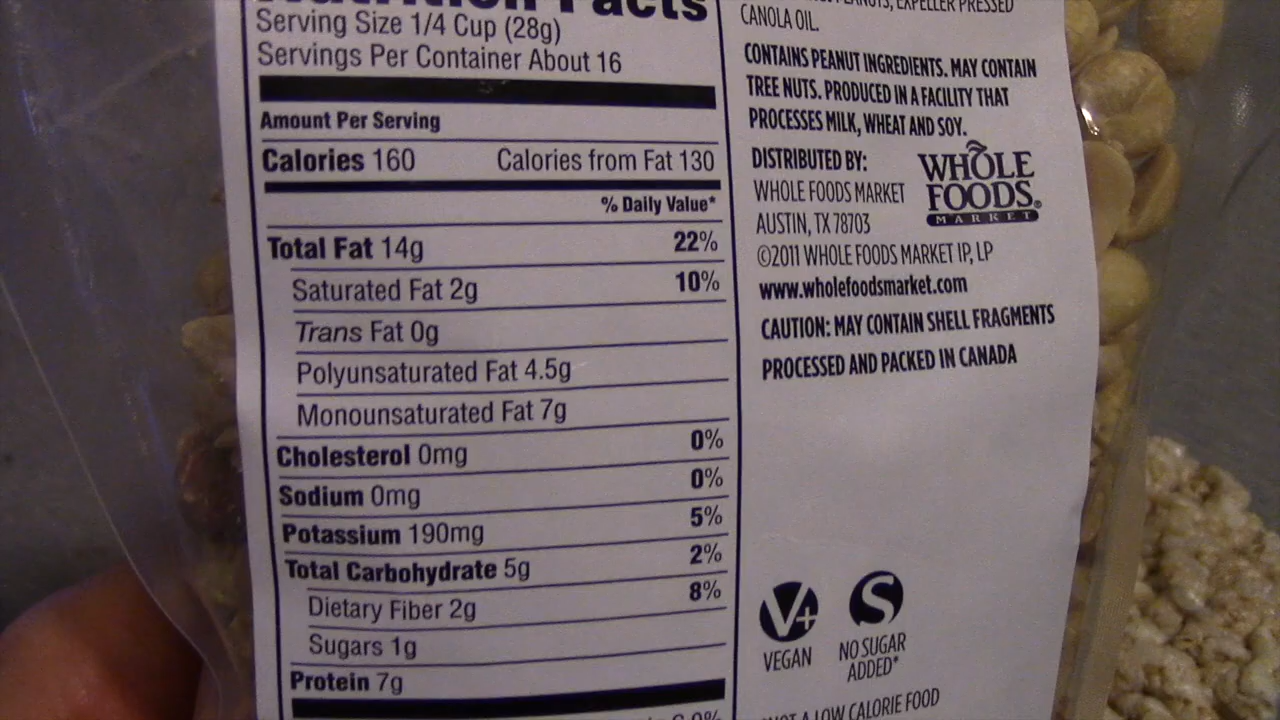 Nutrition Facts
Serving Size 1/4 Cup (28g)
Servings Per Container About 16
Amount Per Serving
Calories 160 Calories from Fat 130
% Daily Value*
Total Fat 14g 22%
Saturated Fat 2g 10%
Trans Fat 0g
Polyunsaturated Fat 4.5g
Monounsaturated Fat 7g
Cholesterol 0mg 0%
Sodium 0mg 0%
Potassium 190mg 5%
Total Carbohydrate 5g 2%
Dietary Fiber 2g 8%
Sugars 1g
Protein 7g
PEANUTS, EXPELLER PRESSED
CANOLA OIL.
CONTAINS PEANUT INGREDIENTS. MAY CONTAIN
TREE NUTS. PRODUCED IN A FACILITY THAT
PROCESSES MILK, WHEAT AND SOY.
DISTRIBUTED BY:
WHOLE FOODS MARKET
AUSTIN, TX 78703
©2011 WHOLE FOODS MARKET IP, LP
www.wholefoodsmarket.com
WHOLE
FOODS®
MARKET
CAUTION: MAY CONTAIN SHELL FRAGMENTS
PROCESSED AND PACKED IN CANADA
V+
VEGAN
S
NO SUGAR
ADDED*
NOT A LOW CALORIE FOOD